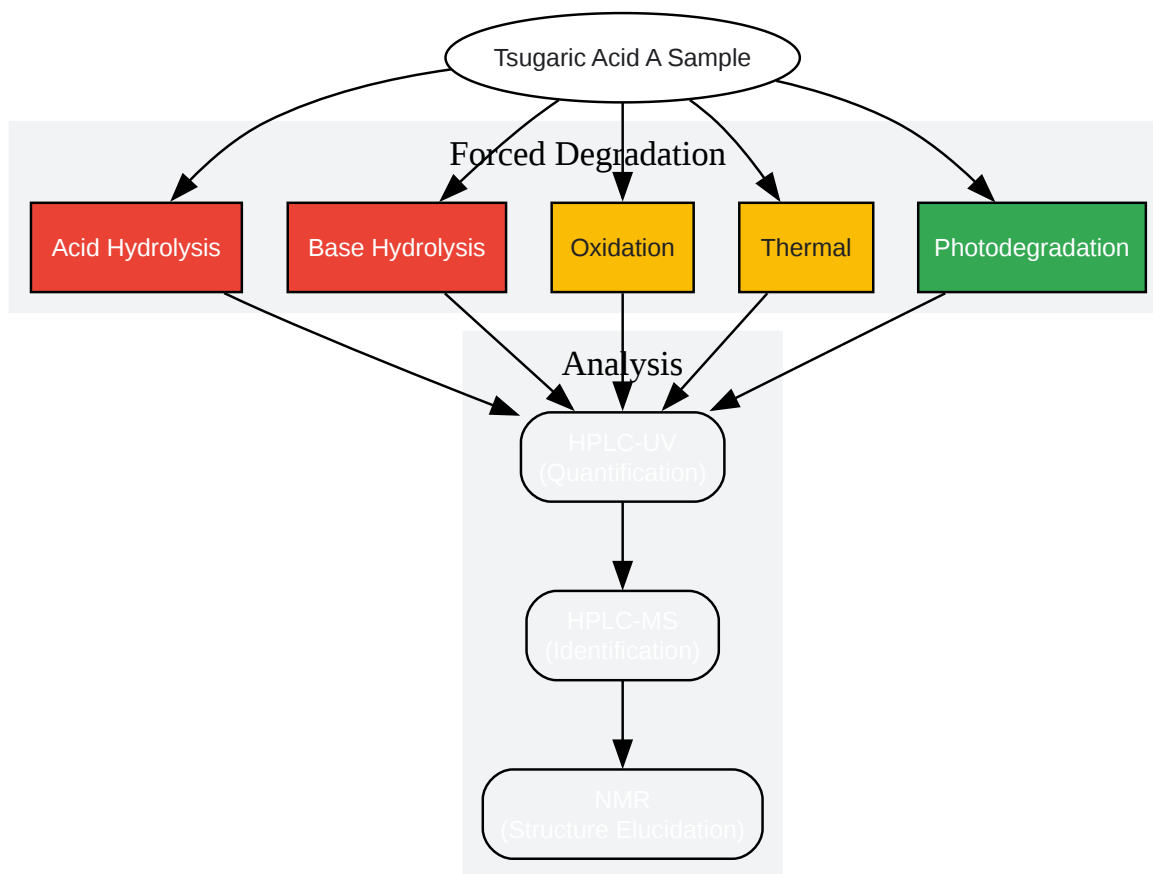 Tsugaric Acid A Sample
Forced Degradation
Acid Hydrolysis
Base Hydrolysis
Oxidation
Thermal
Photodegradation
Analysis
HPLC-UV
(Quantification)
HPLC-MS
(Identification)
NMR
(Structure Elucidation)